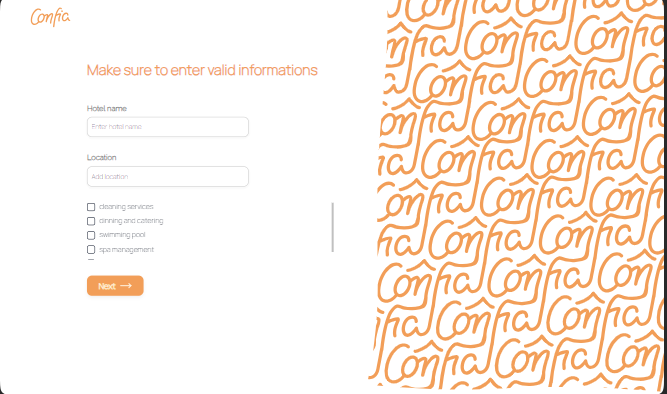 Confia
Make sure to enter valid informations
Hotel name
Enter hotel name
Location
Add location
cleaning services
dinning and catering
swimming pool
spa management
Next →